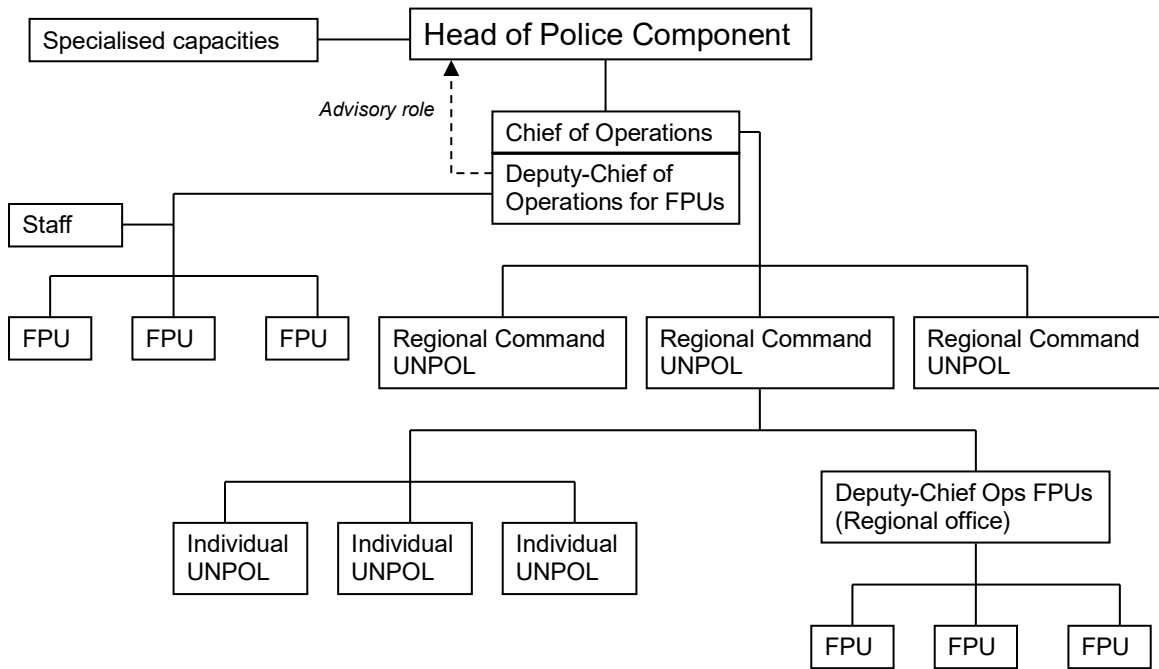 Specialised capacities
Head of Police Component
Advisory role
Chief of Operations
Deputy-Chief of
Operations for FPUs
Staff
FPU
FPU
FPU
Regional Command
UNPOL
Regional Command
UNPOL
Regional Command
UNPOL
Deputy-Chief Ops FPUs
(Regional office)
Individual
UNPOL
Individual
UNPOL
Individual
UNPOL
FPU
FPU
FPU